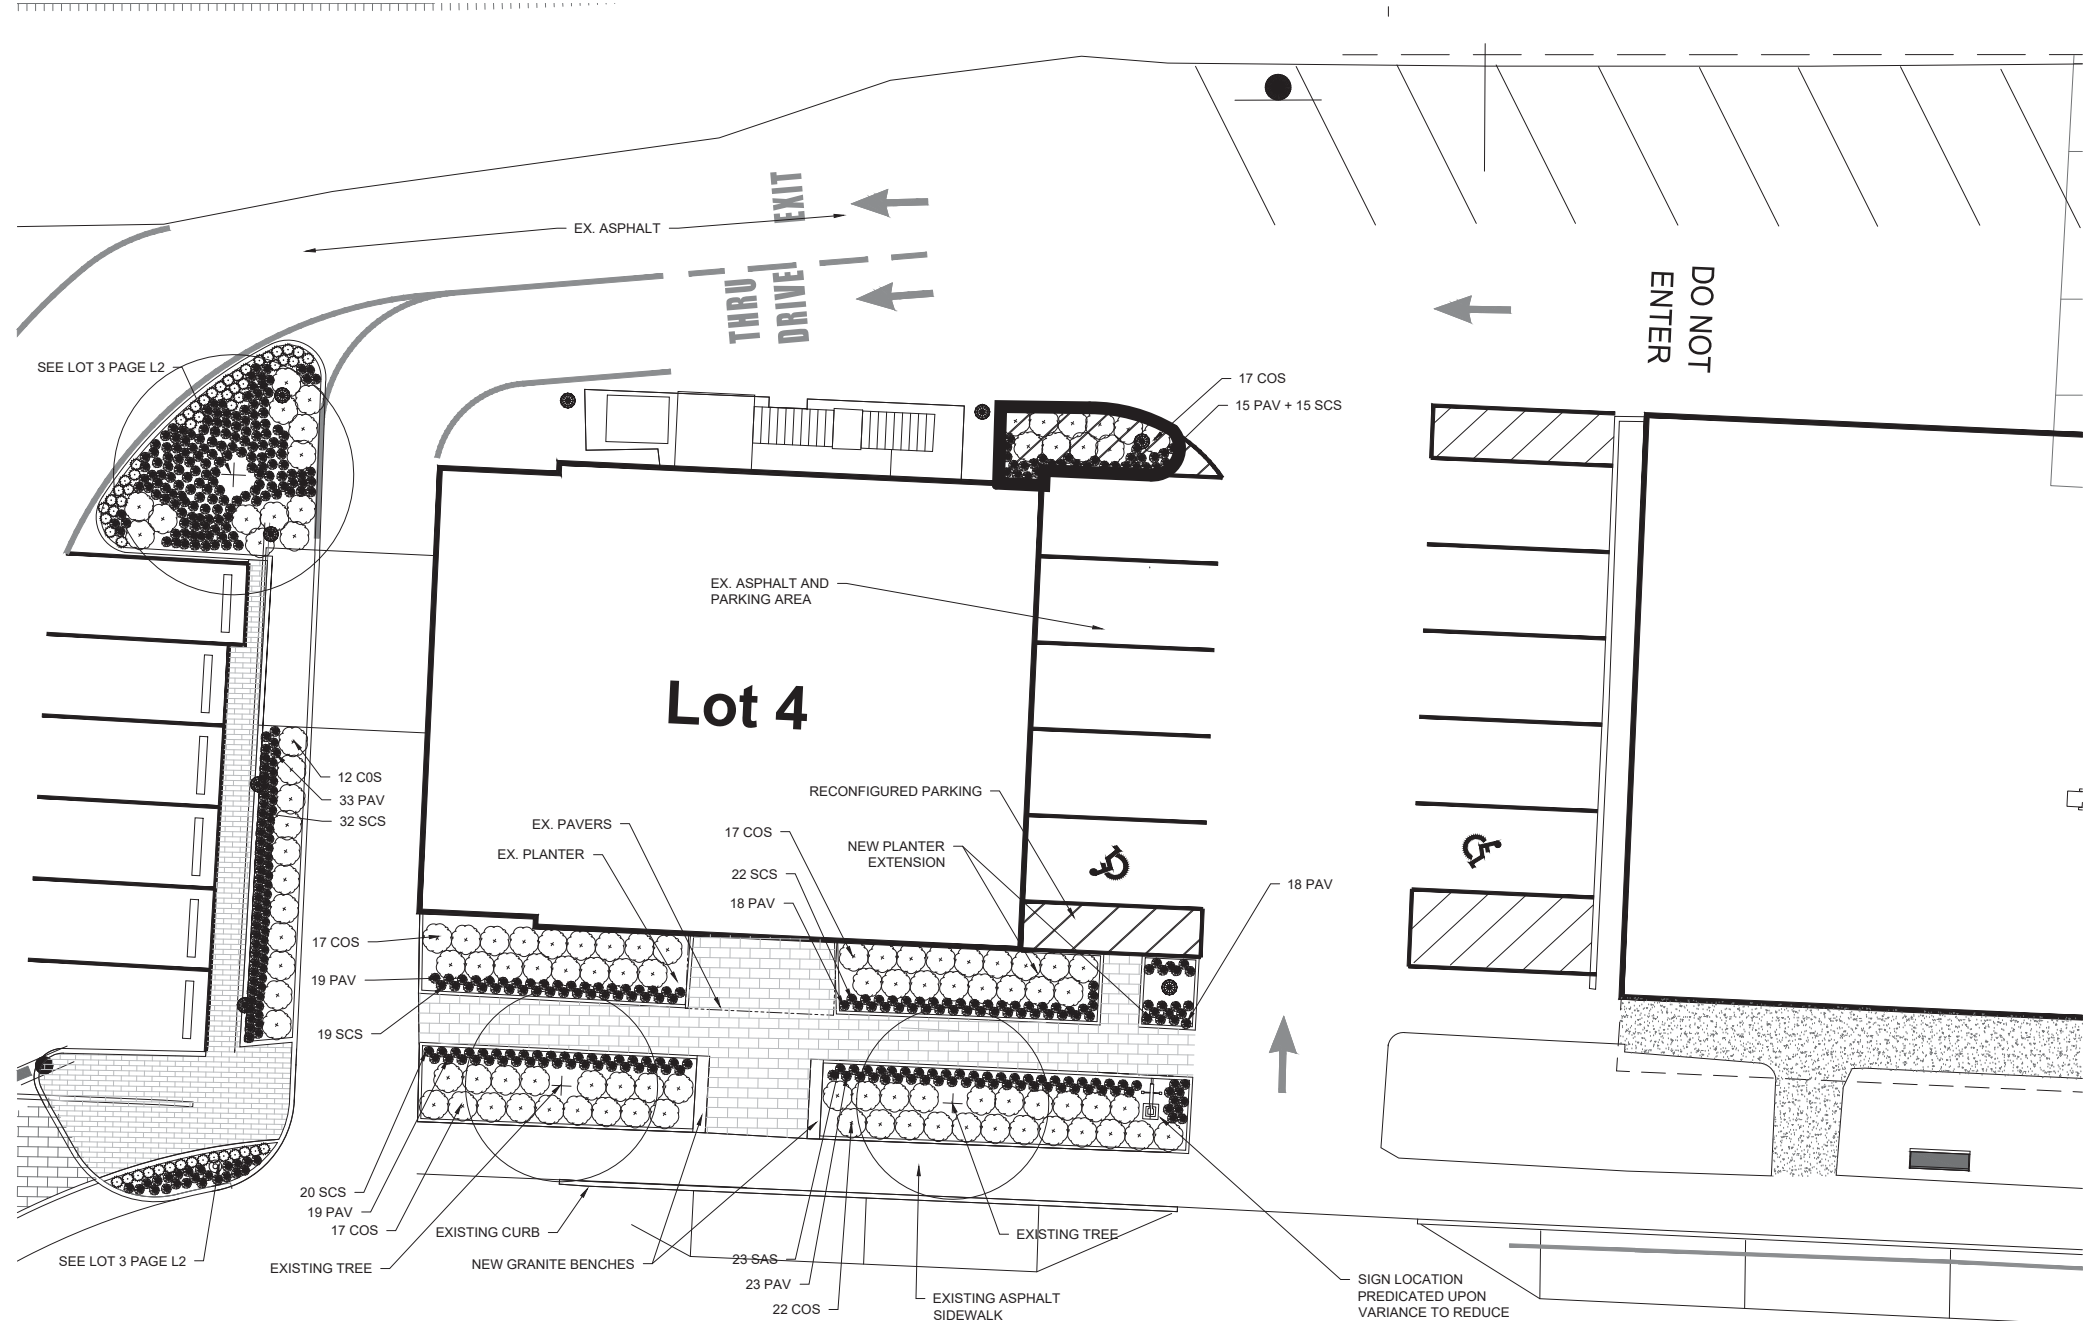 EXIT
EX. ASPHALT
THRU
DRIVE
DO NOT
ENTER
SEE LOT 3 PAGE L2
17 COS
15 PAV + 15 SCS
EX. ASPHALT AND
PARKING AREA
Lot 4
12 C0S
33 PAV
32 SCS
RECONFIGURED PARKING
EX. PAVERS
EX. PLANTER
17 COS
22 SCS
18 PAV
NEW PLANTER
EXTENSION
18 PAV
17 COS
19 PAV
19 SCS
20 SCS
19 PAV
17 COS
EXISTING CURB
EXISTING TREE
NEW GRANITE BENCHES
SEE LOT 3 PAGE L2
EXISTING TREE
23 SAS
23 PAV
22 COS
EXISTING ASPHALT
SIDEWALK
SIGN LOCATION
PREDICATED UPON
VARIANCE TO REDUCE